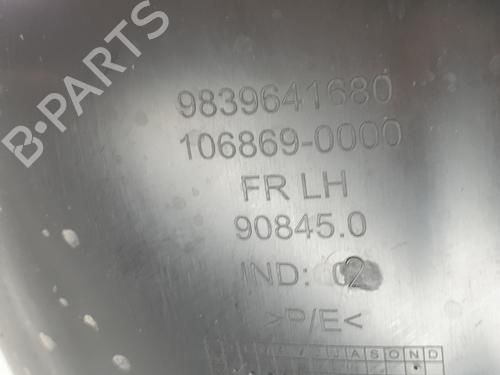 B-PARTS
9839641680
106869-0000
FR LH
90845.0
IND: 02
>P/E<
J A S O N D